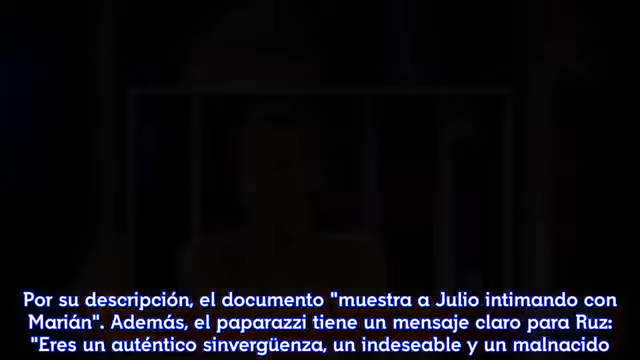 Por su descripción, el documento "muestra a Julio intimando con
Marián". Además, el paparazzi tiene un mensaje claro para Ruz:
"Eres un auténtico sinvergüenza, un indeseable y un malnacido